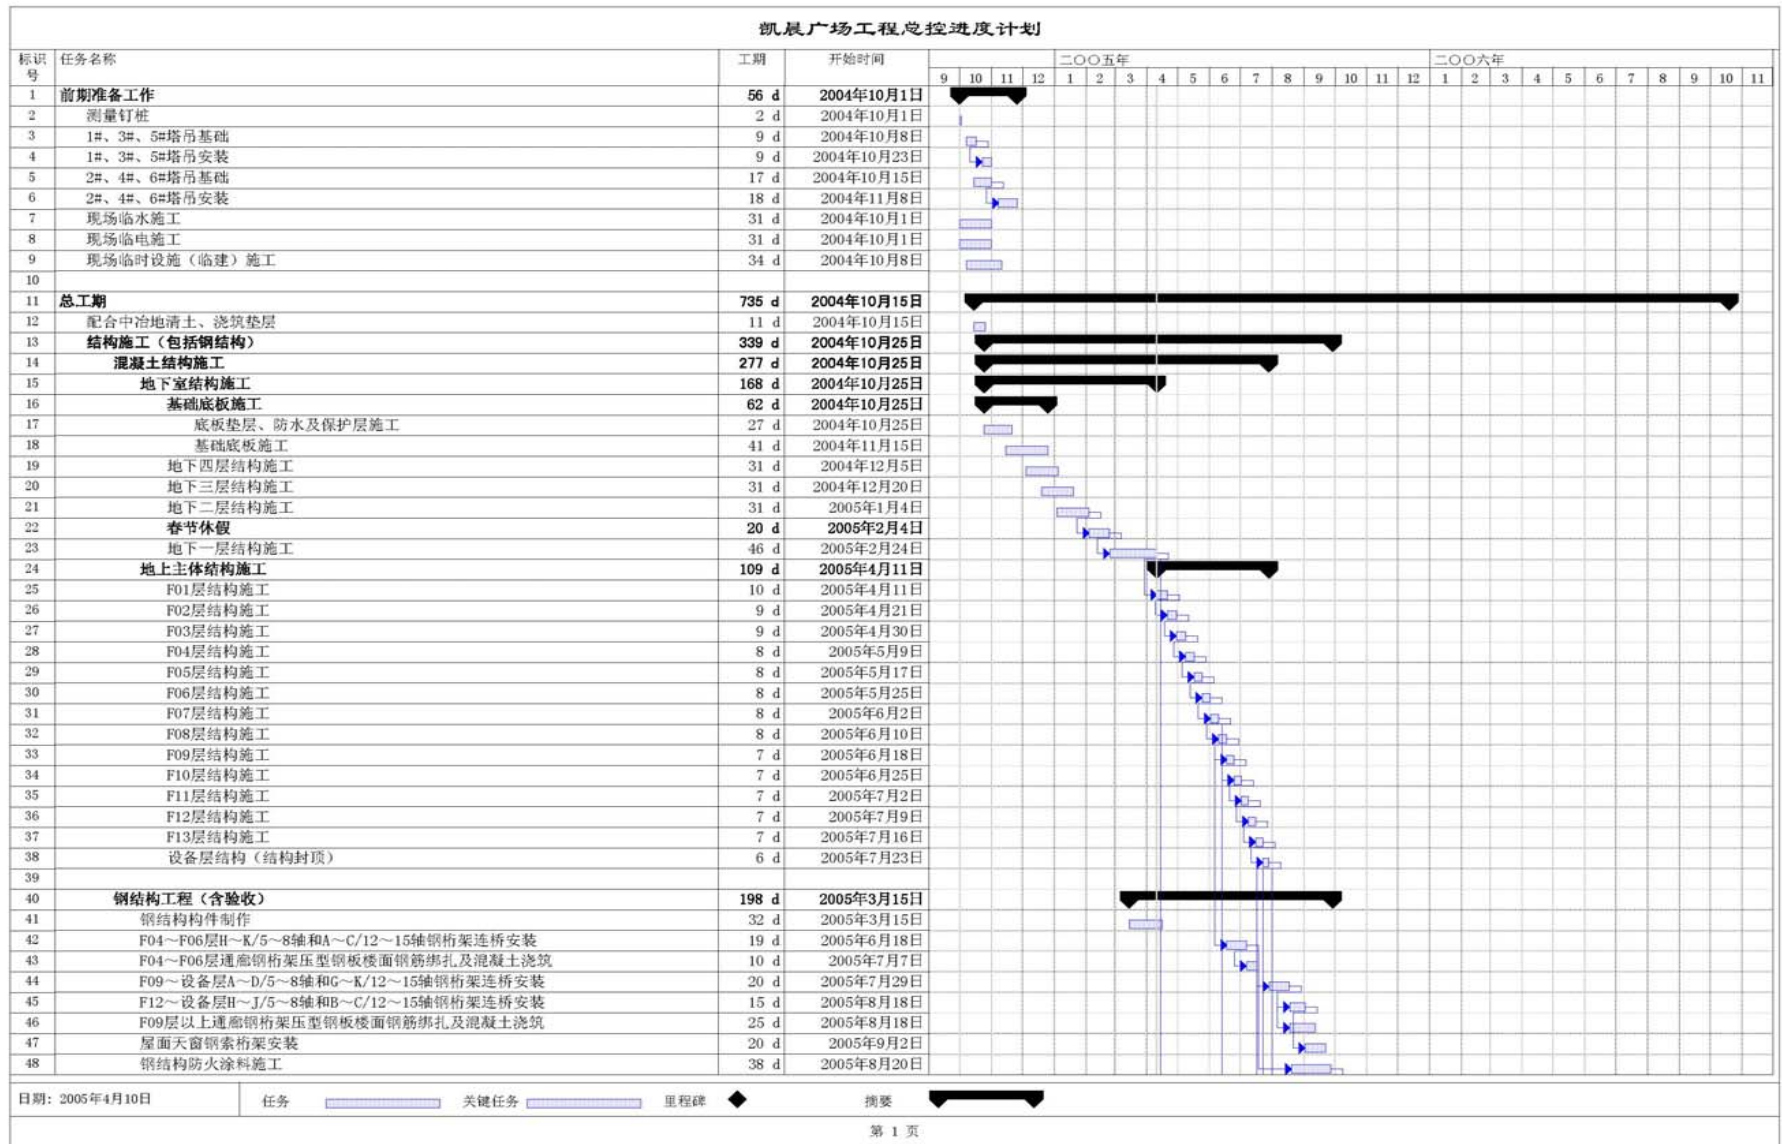 凯晨广场工程总控进度计划
标识号 任务名称 工期 开始时间 二〇〇五年 二〇〇六年
9 10 11 12 1 2 3 4 5 6 7 8 9 10 11 12 1 2 3 4 5 6 7 8 9 10 11
1 前期准备工作 56 d 2004年10月1日
2 测量钉桩 2 d 2004年10月1日
3 1#、3#、5#塔吊基础 9 d 2004年10月8日
4 1#、3#、5#塔吊安装 9 d 2004年10月23日
5 2#、4#、6#塔吊基础 17 d 2004年10月15日
6 2#、4#、6#塔吊安装 18 d 2004年11月8日
7 现场临水施工 31 d 2004年10月1日
8 现场临电施工 31 d 2004年10月1日
9 现场临时设施（临建）施工 34 d 2004年10月8日
10
11 总工期 735 d 2004年10月15日
12 配合中冶地清土、浇筑垫层 11 d 2004年10月15日
13 结构施工（包括钢结构） 339 d 2004年10月25日
14 混凝土结构施工 277 d 2004年10月25日
15 地下室结构施工 168 d 2004年10月25日
16 基础底板施工 62 d 2004年10月25日
17 底板垫层、防水及保护层施工 27 d 2004年10月25日
18 基础底板施工 41 d 2004年11月15日
19 地下四层结构施工 31 d 2004年12月5日
20 地下三层结构施工 31 d 2004年12月20日
21 地下二层结构施工 31 d 2005年1月4日
22 春节休假 20 d 2005年2月4日
23 地下一层结构施工 46 d 2005年2月24日
24 地上主体结构施工 109 d 2005年4月11日
25 F01层结构施工 10 d 2005年4月11日
26 F02层结构施工 9 d 2005年4月21日
27 F03层结构施工 9 d 2005年4月30日
28 F04层结构施工 8 d 2005年5月9日
29 F05层结构施工 8 d 2005年5月17日
30 F06层结构施工 8 d 2005年5月25日
31 F07层结构施工 8 d 2005年6月2日
32 F08层结构施工 8 d 2005年6月10日
33 F09层结构施工 7 d 2005年6月18日
34 F10层结构施工 7 d 2005年6月25日
35 F11层结构施工 7 d 2005年7月2日
36 F12层结构施工 7 d 2005年7月9日
37 F13层结构施工 7 d 2005年7月16日
38 设备层结构（结构封顶） 6 d 2005年7月23日
39
40 钢结构工程（含验收） 198 d 2005年3月15日
41 钢结构构件制作 32 d 2005年3月15日
42 F04～F06层H～K/5～8轴和A～C/12～15轴钢桁架连桥安装 19 d 2005年6月18日
43 F04～F06层通廊钢桁架压型钢板楼面钢筋绑扎及混凝土浇筑 10 d 2005年7月7日
44 F09～设备层A～D/5～8轴和G～K/12～15轴钢桁架连桥安装 20 d 2005年7月29日
45 F12～设备层H～J/5～8轴和B～C/12～15轴钢桁架连桥安装 15 d 2005年8月18日
46 F09层以上通廊钢桁架压型钢板楼面钢筋绑扎及混凝土浇筑 25 d 2005年8月18日
47 屋面天窗钢索桁架安装 20 d 2005年9月2日
48 钢结构防火涂料施工 38 d 2005年8月20日
日期: 2005年4月10日 任务 关键任务 里程碑 摘要
第 1 页